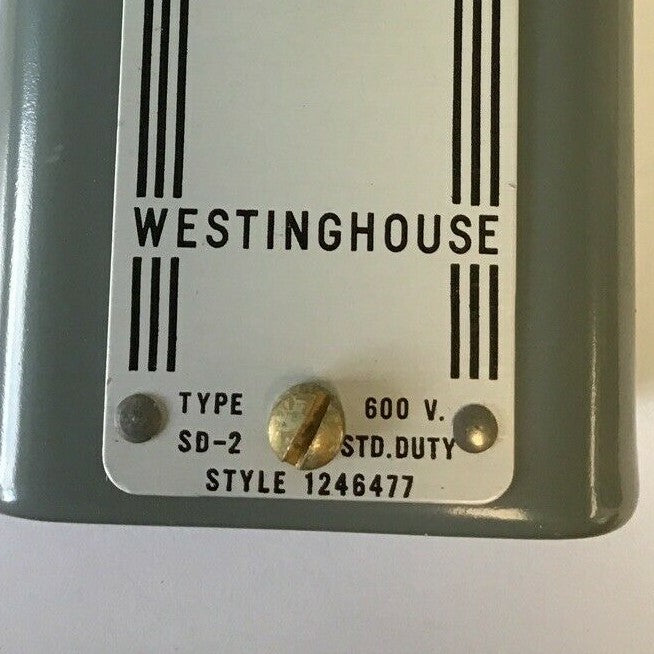 WESTINGHOUSE
TYPE 600 V.
SD-2 STD.DUTY
STYLE 1246477